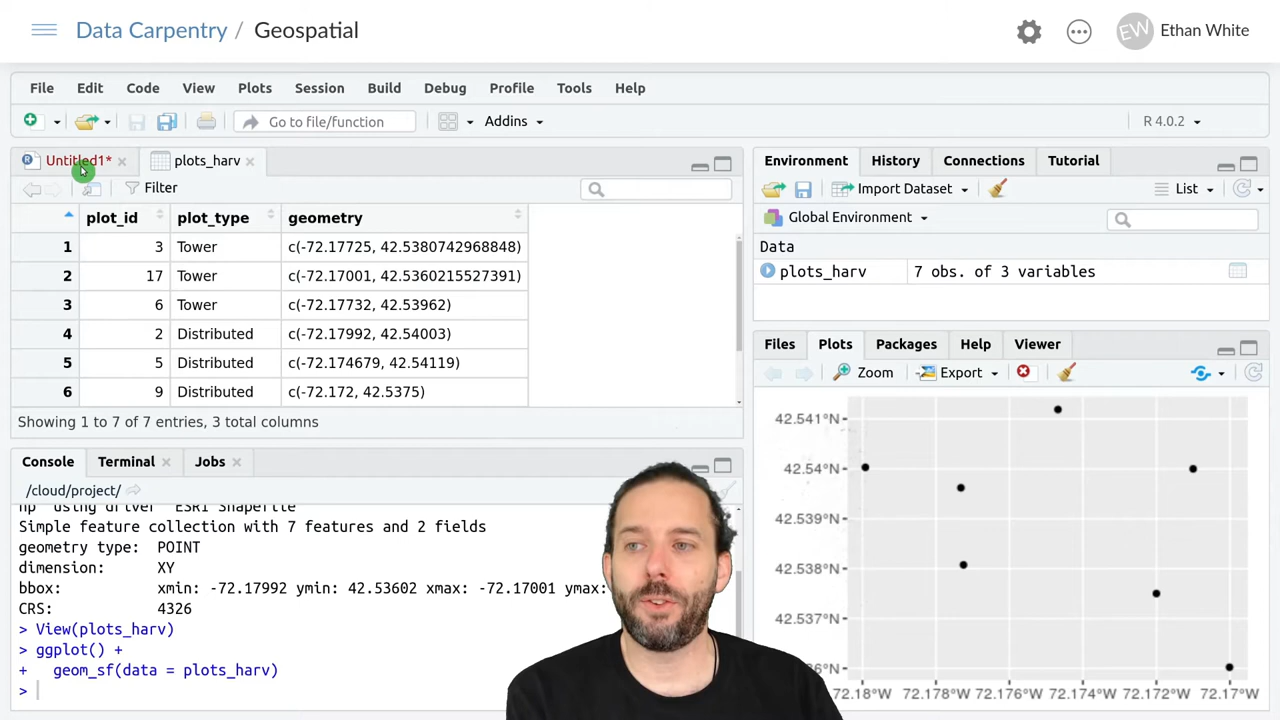 Data Carpentry / Geospatial
EW Ethan White
File Edit Code View Plots Session Build Debug Profile Tools Help
Go to file/function Addins R 4.0.2
Untitled1* plots_harv
Filter
plot_id plot_type geometry
1 3 Tower c(-72.17725, 42.5380742968848)
2 17 Tower c(-72.17001, 42.5360215527391)
3 6 Tower c(-72.17732, 42.53962)
4 2 Distributed c(-72.17992, 42.54003)
5 5 Distributed c(-72.174679, 42.54119)
6 9 Distributed c(-72.172, 42.5375)
Showing 1 to 7 of 7 entries, 3 total columns
Console Terminal Jobs
/cloud/project/
Simple feature collection with 7 features and 2 fields
geometry type: POINT
dimension: XY
bbox: xmin: -72.17992 ymin: 42.53602 xmax: -72.17001 ymax:
CRS: 4326
> View(plots_harv)
> ggplot() +
+ geom_sf(data = plots_harv)
>
Environment History Connections Tutorial
Import Dataset List
Global Environment
Data
plots_harv 7 obs. of 3 variables
Files Plots Packages Help Viewer
Zoom Export
42.541°N
42.54°N
42.539°N
42.538°N
42.537°N
6°N
72.18°W 72.178°W 72.176°W 72.174°W 72.172°W 72.17°W